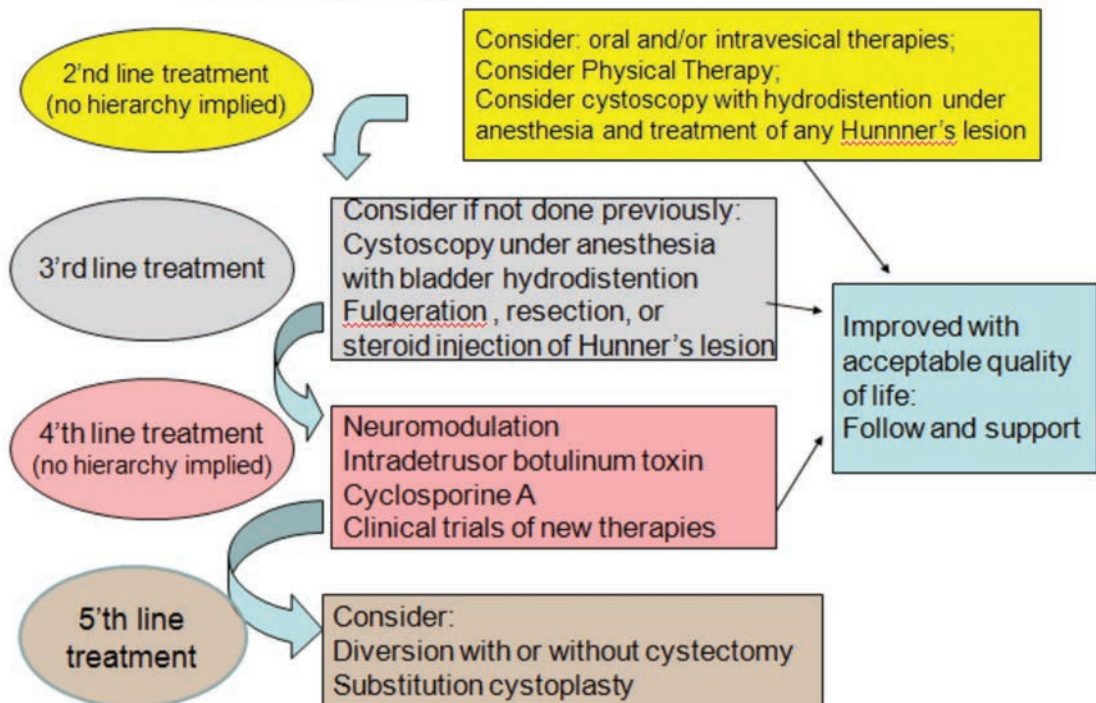 2'nd line treatment
(no hierarchy implied)
Consider: oral and/or intravesical therapies;
Consider Physical Therapy;
Consider cystoscopy with hydrodistention under
anesthesia and treatment of any Hunnner's lesion
3'rd line treatment
Consider if not done previously:
Cystoscopy under anesthesia
with bladder hydrodistention
Fulgeration , resection, or
steroid injection of Hunner's lesion
Improved with
acceptable quality
of life:
Follow and support
4'th line treatment
(no hierarchy implied)
Neuromodulation
Intradetrusor botulinum toxin
Cyclosporine A
Clinical trials of new therapies
5'th line
treatment
Consider:
Diversion with or without cystectomy
Substitution cystoplasty